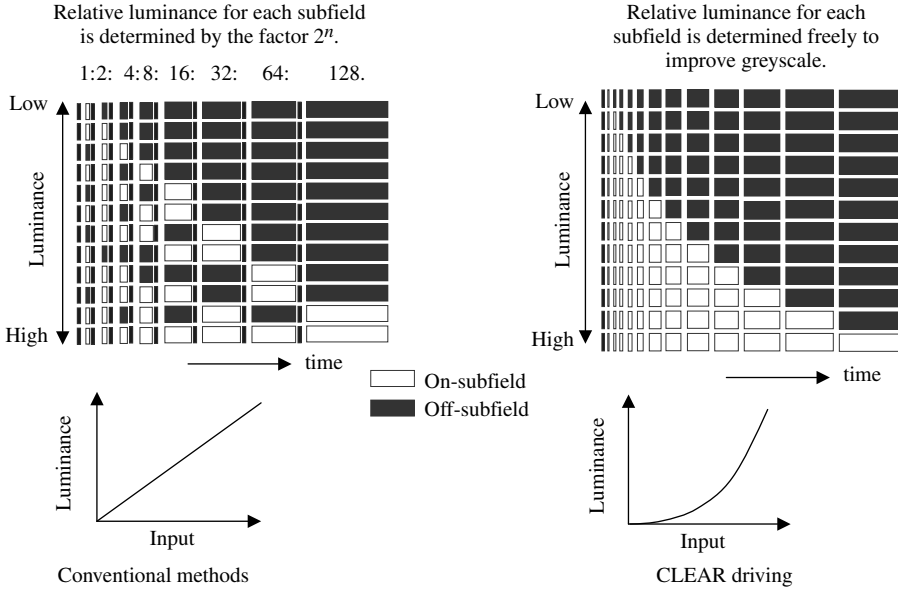 Relative luminance for each subfield
is determined by the factor 2ⁿ.
1:2: 4:8: 16: 32: 64: 128.
Low
Luminance
High
time
Input
Luminance
Conventional methods
On-subfield
Off-subfield
Relative luminance for each
subfield is determined freely to
improve greyscale.
Low
Luminance
High
time
Luminance
Input
CLEAR driving